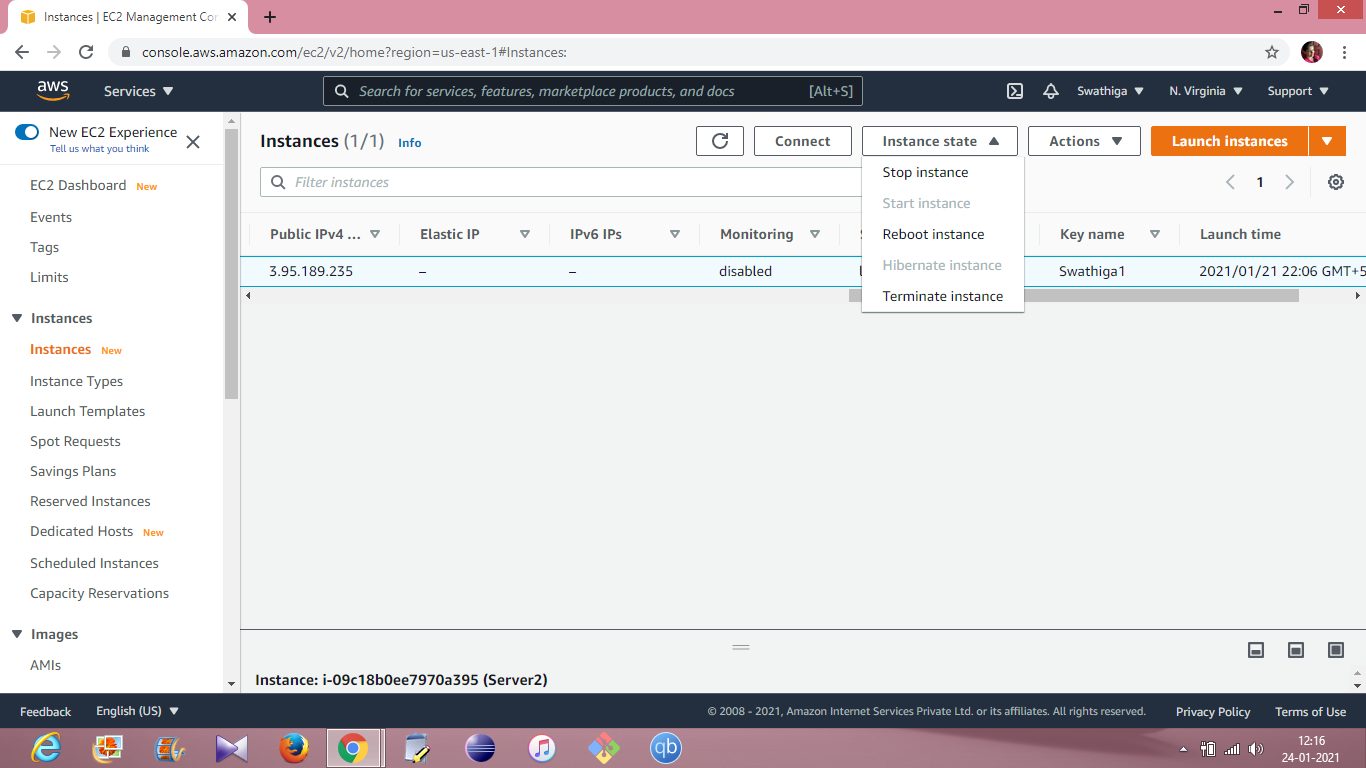 Instances | EC2 Management Con
console.aws.amazon.com/ec2/v2/home?region=us-east-1#Instances:
aws
Services
Search for services, features, marketplace products, and docs
[Alt+S]
Swathiga
N. Virginia
Support
New EC2 Experience
Tell us what you think
EC2 Dashboard New
Events
Tags
Limits
Instances
Instances New
Instance Types
Launch Templates
Spot Requests
Savings Plans
Reserved Instances
Dedicated Hosts New
Scheduled Instances
Capacity Reservations
Images
AMIs
Instances (1/1) Info
Connect
Instance state
Actions
Launch instances
Stop instance
Start instance
Reboot instance
Hibernate instance
Terminate instance
Filter instances
1
Public IPv4 ... Elastic IP IPv6 IPs Monitoring Key name Launch time
3.95.189.235 – – disabled Swathiga1 2021/01/21 22:06 GMT+5
Instance: i-09c18b0ee7970a395 (Server2)
Feedback English (US) © 2008 - 2021, Amazon Internet Services Private Ltd. or its affiliates. All rights reserved. Privacy Policy Terms of Use
qb
12:16
24-01-2021